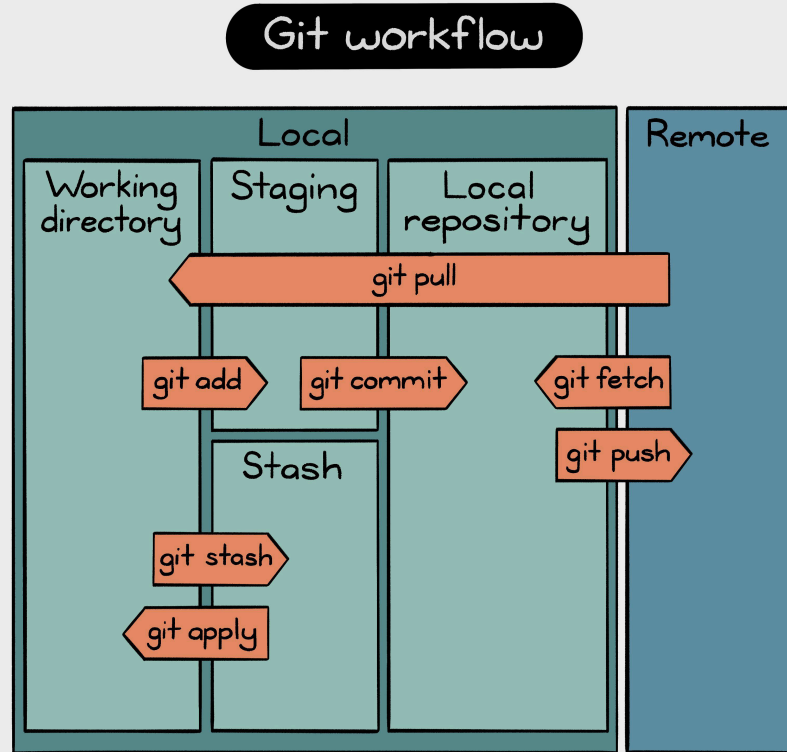 Git workflow
Local
Remote
Working
directory
Staging
Local
repository
git pull
git add
git commit
git fetch
git push
Stash
git stash
git apply